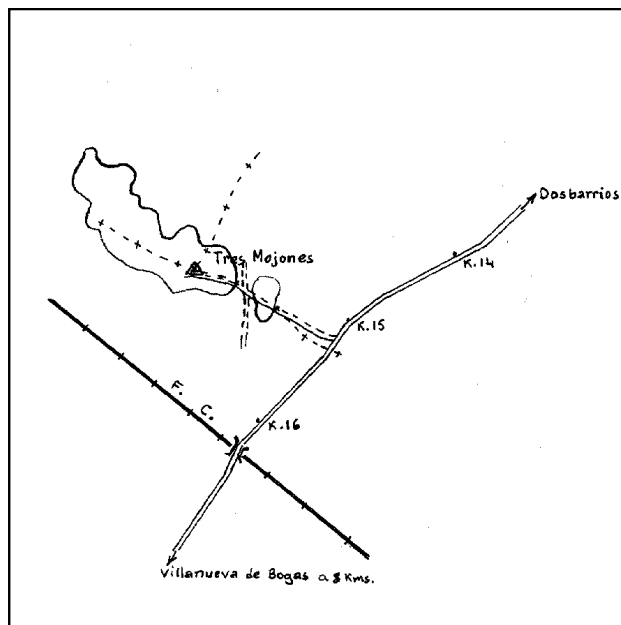 Dosbarrios
Tres Mojones
K.14
K.15
F. C.
K.16
Villanueva de Bogas a 8 Kms.